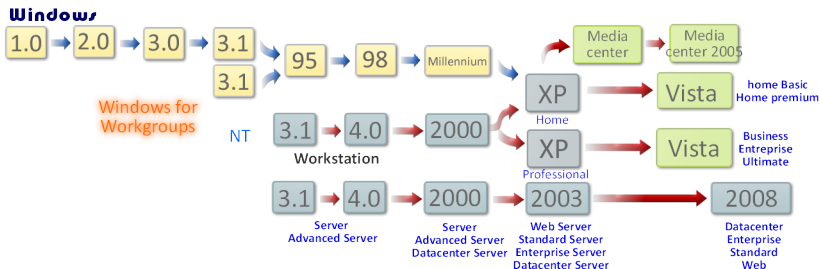 Windows
1.0
2.0
3.0
3.1
3.1
95
98
Millennium
Media
center
Media
center 2005
Windows for
Workgroups
NT
3.1
4.0
2000
Workstation
XP
Home
Vista
home Basic
Home premium
XP
Professional
Vista
Business
Entreprise
Ultimate
3.1
4.0
2000
2003
2008
Server
Advanced Server
Server
Advanced Server
Datacenter Server
Web Server
Standard Server
Enterprise Server
Datacenter Server
Datacenter
Enterprise
Standard
Web